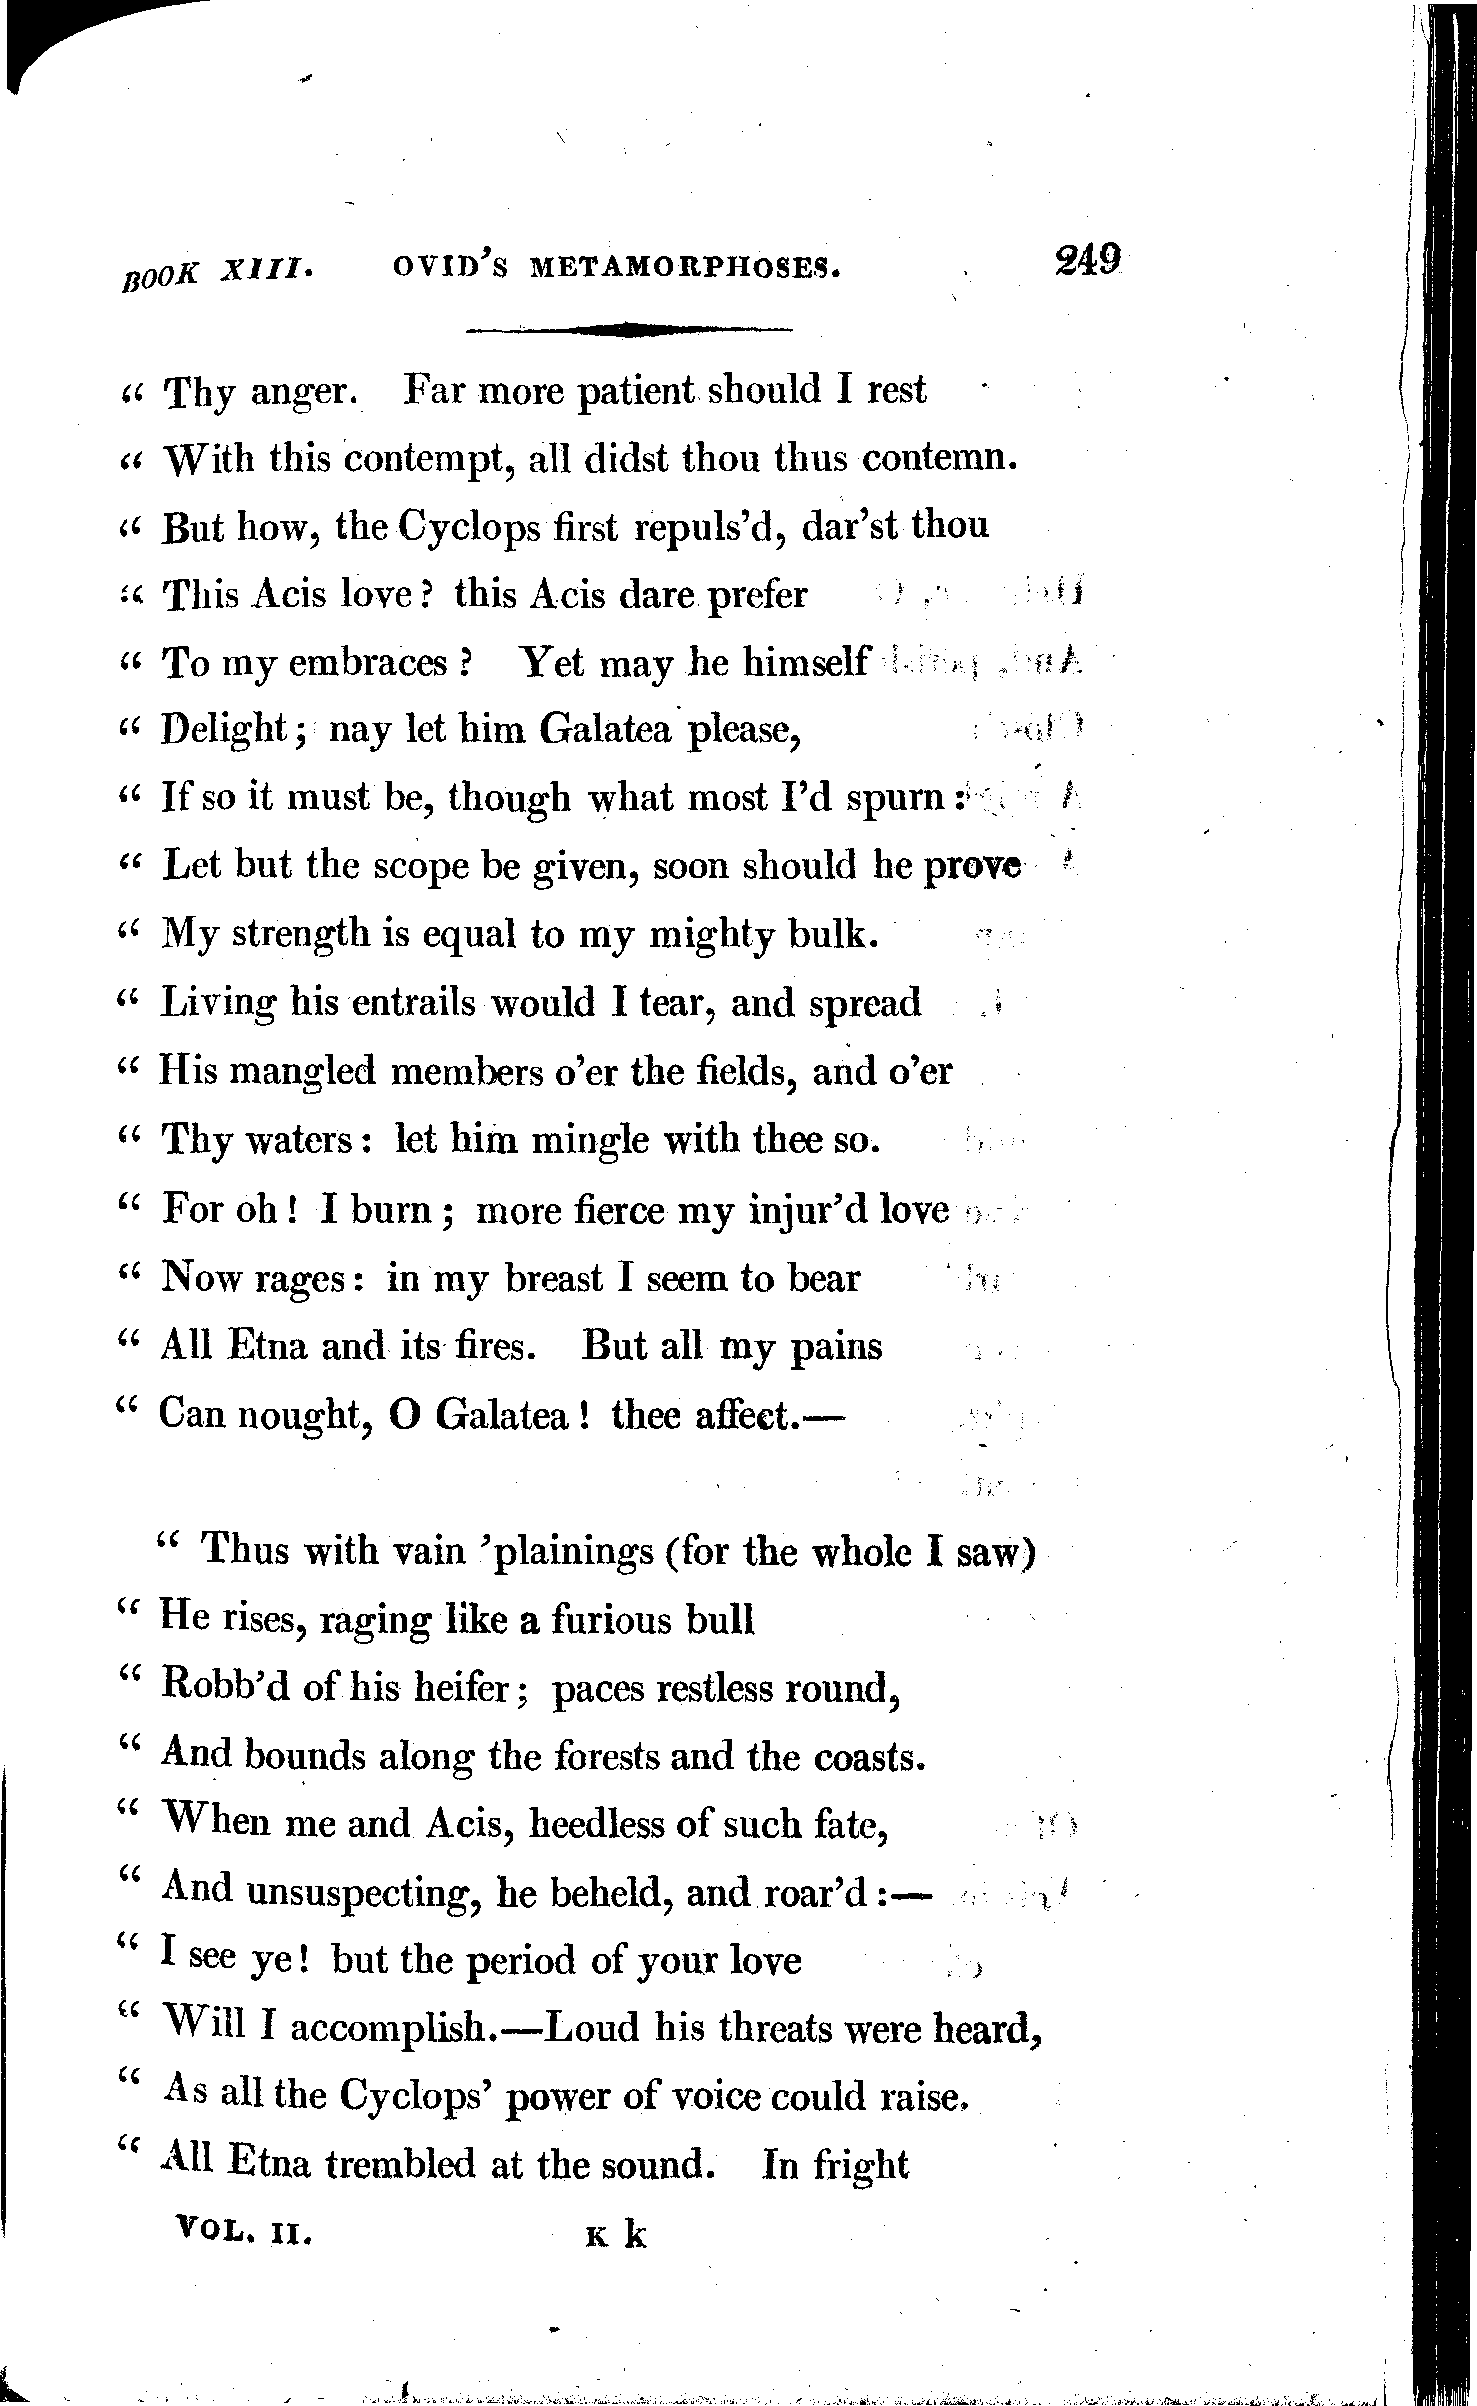 BOOK XIII. OVID'S METAMORPHOSES. 249
“ Thy anger. Far more patient should I rest
“ With this contempt, all didst thou thus contemn.
“ But how, the Cyclops first repuls'd, dar'st thou
“ This Acis love? this Acis dare prefer
“ To my embraces? Yet may he himself
“ Delight; nay let him Galatea please,
“ If so it must be, though what most I'd spurn:
“ Let but the scope be given, soon should he prove
“ My strength is equal to my mighty bulk.
“ Living his entrails would I tear, and spread
“ His mangled members o'er the fields, and o'er
“ Thy waters: let him mingle with thee so.
“ For oh! I burn; more fierce my injur'd love
“ Now rages: in my breast I seem to bear
“ All Etna and its fires. But all my pains
“ Can nought, O Galatea! thee affect.—
“ Thus with vain 'plainings (for the whole I saw)
“ He rises, raging like a furious bull
“ Robb'd of his heifer; paces restless round,
“ And bounds along the forests and the coasts.
“ When me and Acis, heedless of such fate,
“ And unsuspecting, he beheld, and roar'd:—
“ I see ye! but the period of your love
“ Will I accomplish.—Loud his threats were heard,
“ As all the Cyclops' power of voice could raise.
“ All Etna trembled at the sound. In fright
VOL. II. K k